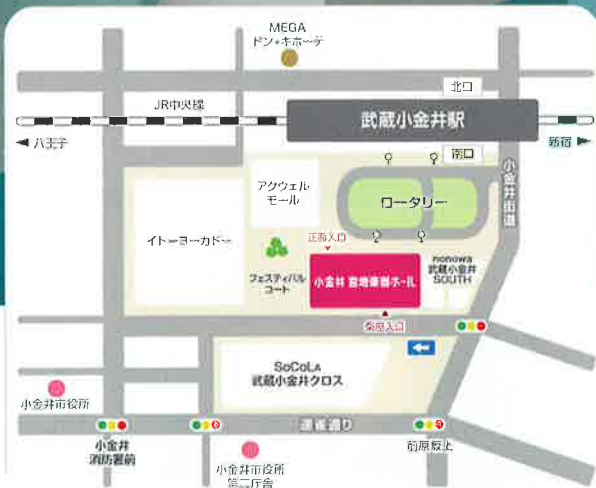 MEGA
ドン・キホーテ
北口
JR中央線
武蔵小金井駅
八王子
新宿
南口
小金井街道
アクウェル
モール
ロータリー
イトーヨーカドー
正面入口
フェスティバル
コート
小金井 宮地楽器ホール
nonowa
武蔵小金井
SOUTH
楽屋入口
SoCoLA
武蔵小金井クロス
小金井市役所
小金井
消防署前
連雀通り
前原坂上
小金井市役所
第二庁舎